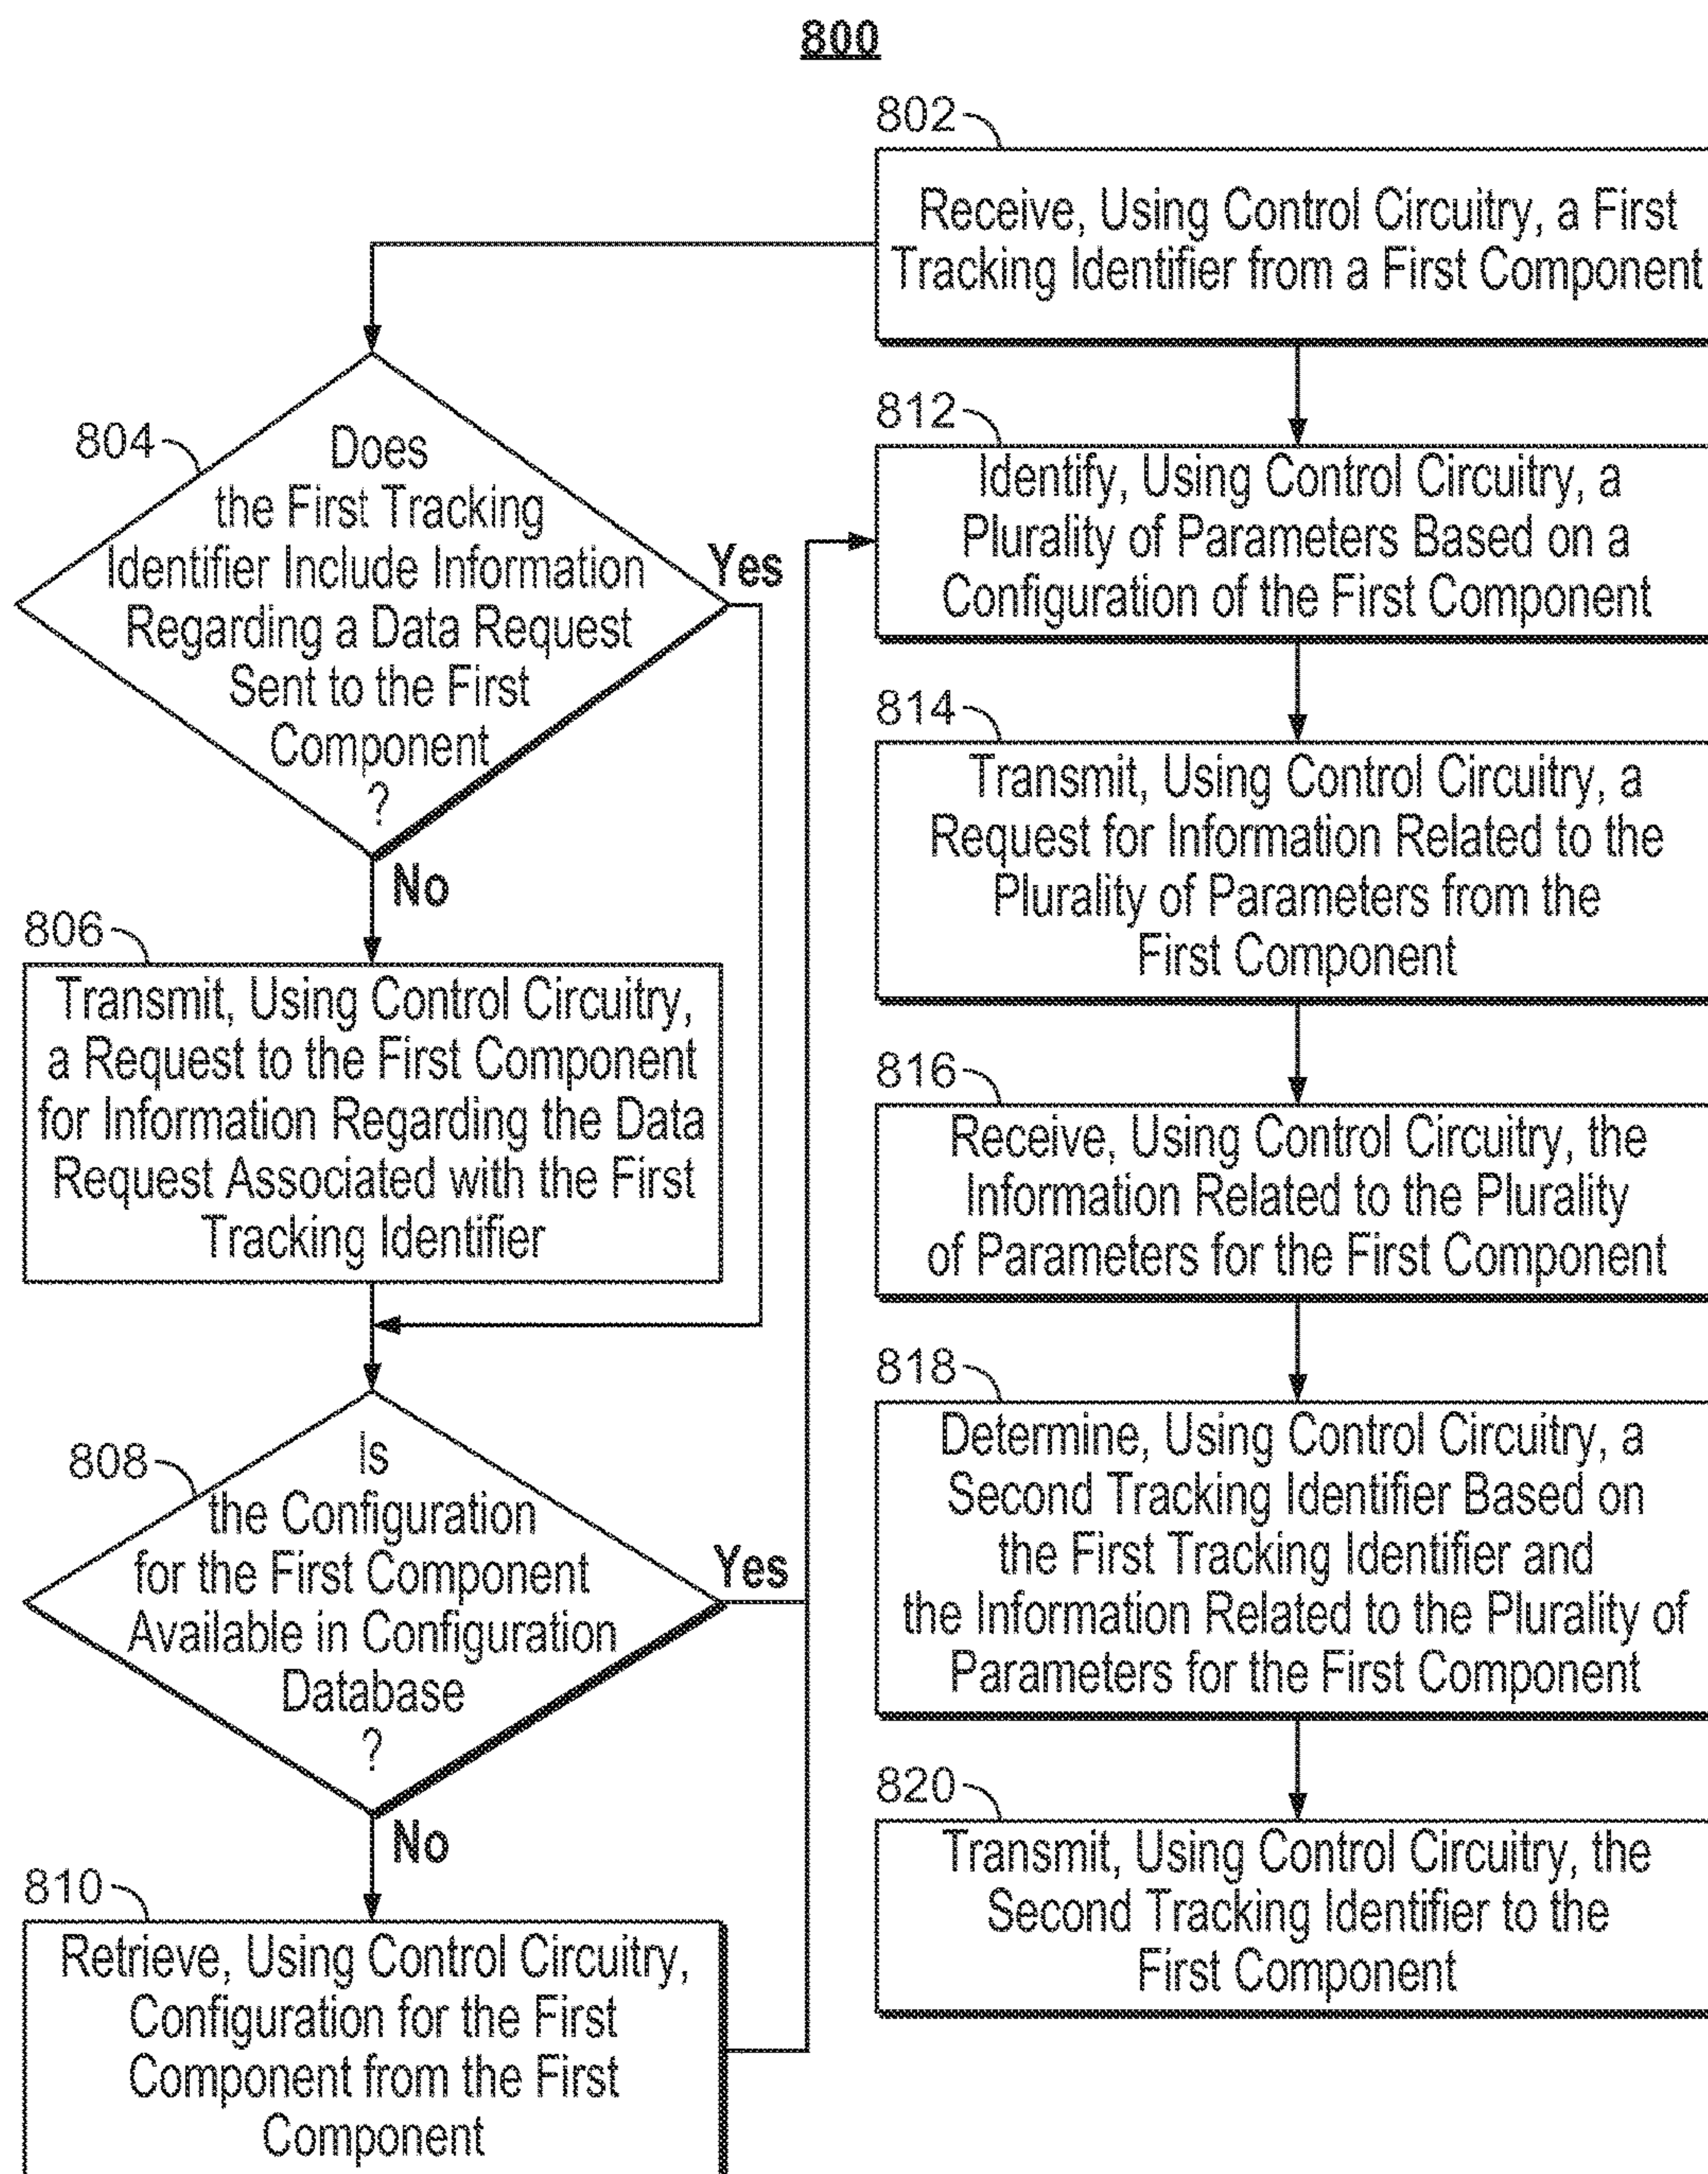 800
802
Receive, Using Control Circuitry, a First
Tracking Identifier from a First Component
804
Does
the First Tracking
Identifier Include Information
Regarding a Data Request
Sent to the First
Component
?
Yes
No
806
Transmit, Using Control Circuitry,
a Request to the First Component
for Information Regarding the Data
Request Associated with the First
Tracking Identifier
808
Is
the Configuration
for the First Component
Available in Configuration
Database
?
Yes
No
810
Retrieve, Using Control Circuitry,
Configuration for the First
Component from the First
Component
812
Identify, Using Control Circuitry, a
Plurality of Parameters Based on a
Configuration of the First Component
814
Transmit, Using Control Circuitry, a
Request for Information Related to the
Plurality of Parameters from the
First Component
816
Receive, Using Control Circuitry, the
Information Related to the Plurality
of Parameters for the First Component
818
Determine, Using Control Circuitry, a
Second Tracking Identifier Based on
the First Tracking Identifier and
the Information Related to the Plurality of
Parameters for the First Component
820
Transmit, Using Control Circuitry, the
Second Tracking Identifier to the
First Component